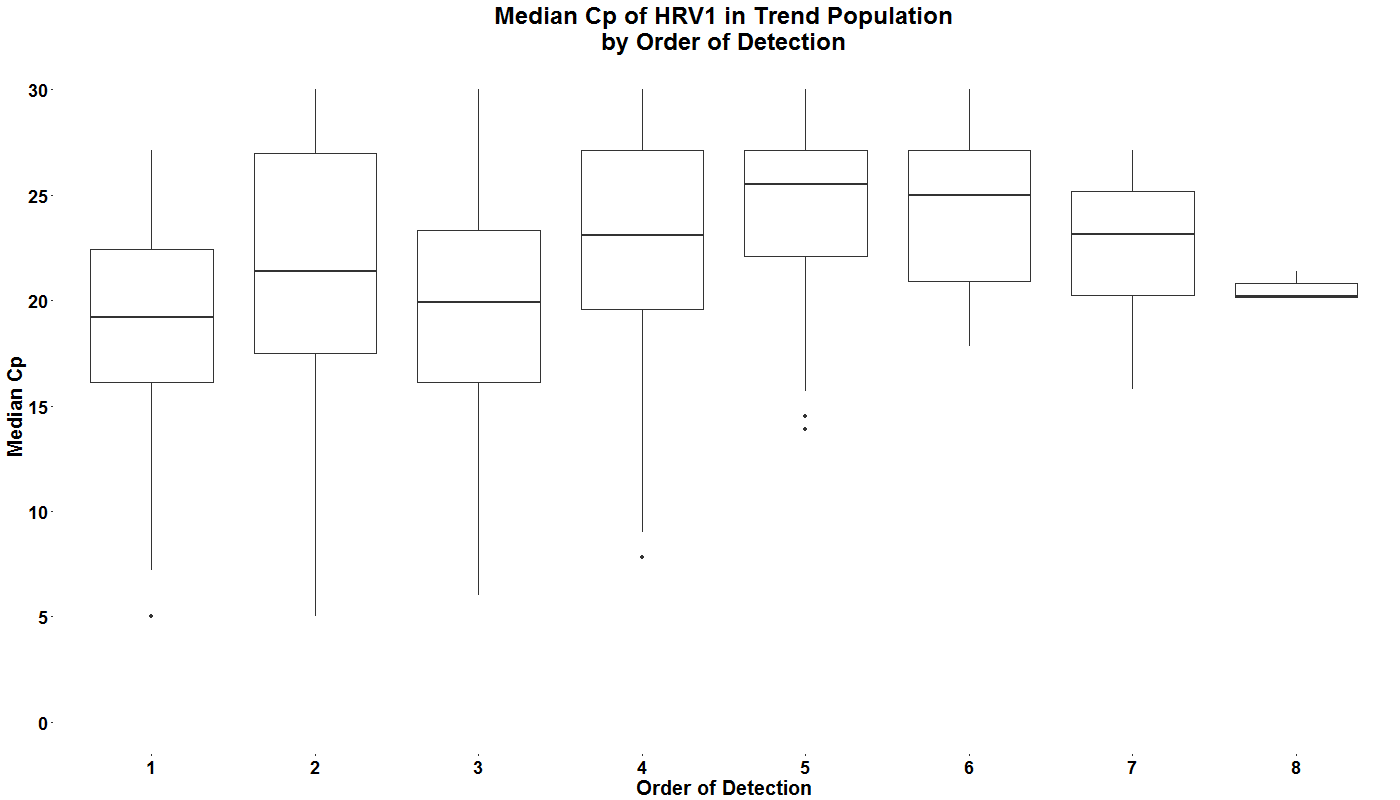 Median Cp of HRV1 in Trend Population
by Order of Detection
30
25
20
15
10
5
0
Median Cp
1 2 3 4 5 6 7 8
Order of Detection